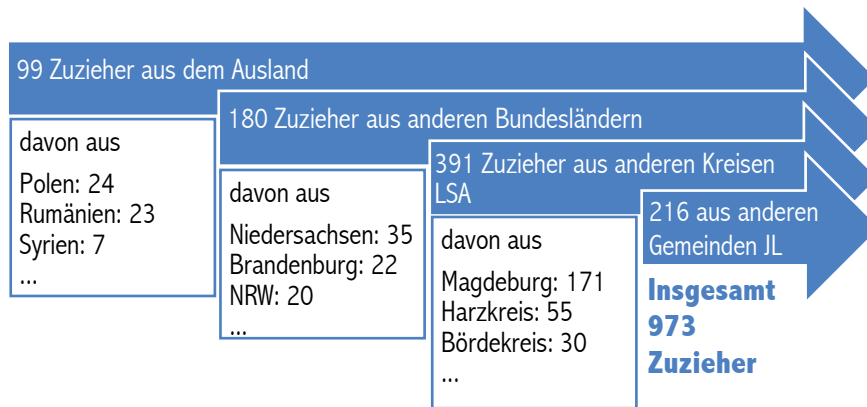 99 Zuzieher aus dem Ausland
davon aus
Polen: 24
Rumänien: 23
Syrien: 7
...
180 Zuzieher aus anderen Bundesländern
davon aus
Niedersachsen: 35
Brandenburg: 22
NRW: 20
...
391 Zuzieher aus anderen Kreisen
LSA
davon aus
Magdeburg: 171
Harzkreis: 55
Bördekreis: 30
...
216 aus anderen
Gemeinden JL
Insgesamt
973
Zuzieher